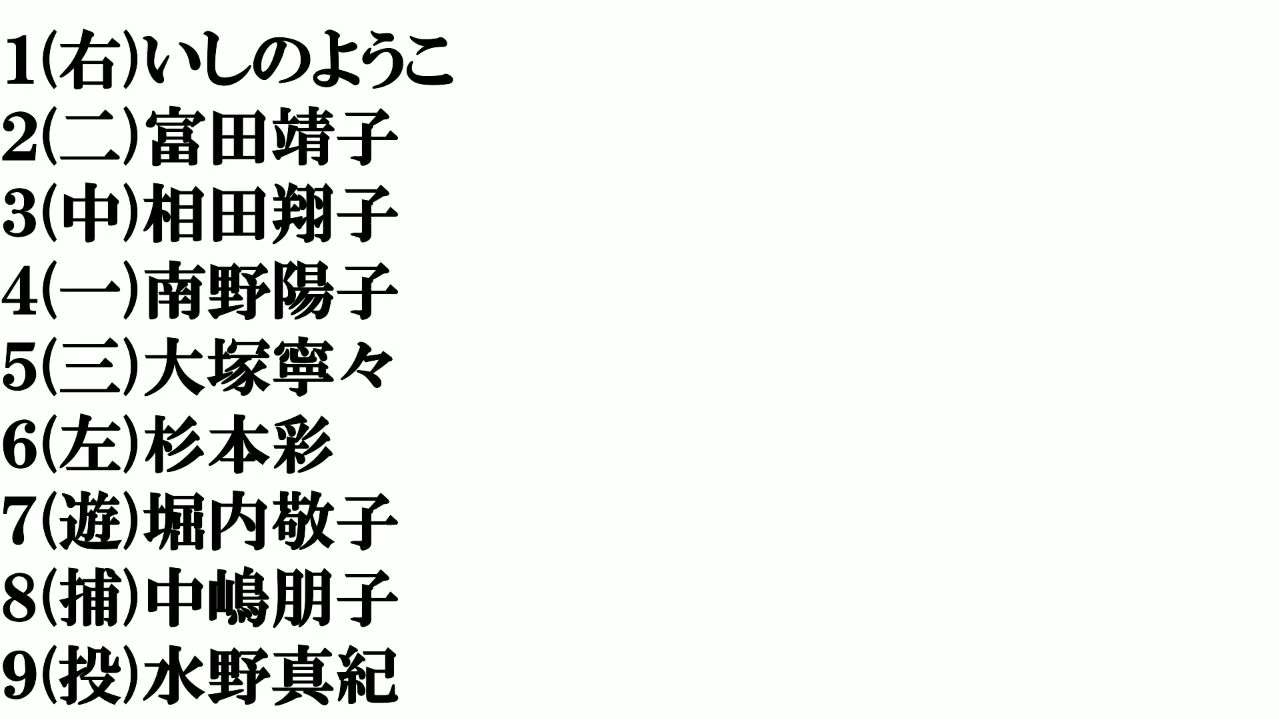 1(右)いしのようこ
2(二)富田靖子
3(中)相田翔子
4(一)南野陽子
5(三)大塚寧々
6(左)杉本彩
7(遊)堀内敬子
8(捕)中嶋朋子
9(投)水野真紀